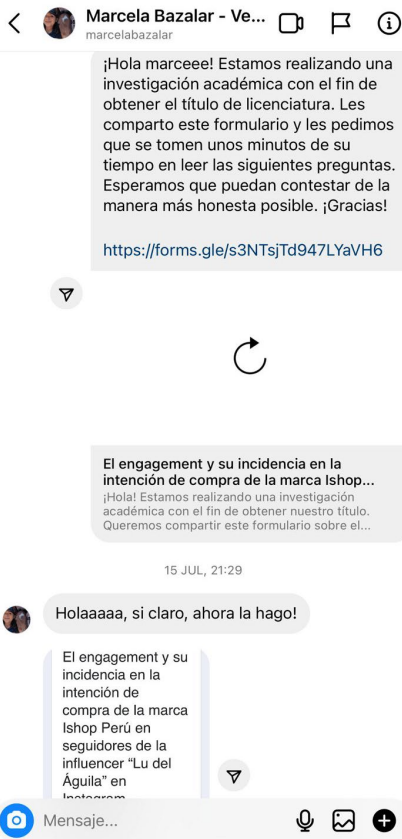 Marcela Bazalar - Ve...
marcelabazalar
¡Hola marceee! Estamos realizando una
investigación académica con el fin de
obtener el título de licenciatura. Les
comparto este formulario y les pedimos
que se tomen unos minutos de su
tiempo en leer las siguientes preguntas.
Esperamos que puedan contestar de la
manera más honesta posible. ¡Gracias!
https://forms.gle/s3NTsjTd947LYaVH6
El engagement y su incidencia en la
intención de compra de la marca Ishop...
¡Hola! Estamos realizando una investigación
académica con el fin de obtener nuestro título.
Queremos compartir este formulario sobre el...
15 JUL, 21:29
Holaaaaa, si claro, ahora la hago!
El engagement y su
incidencia en la
intención de
compra de la marca
Ishop Perú en
seguidores de la
influencer “Lu del
Águila” en
Instagram
Mensaje...